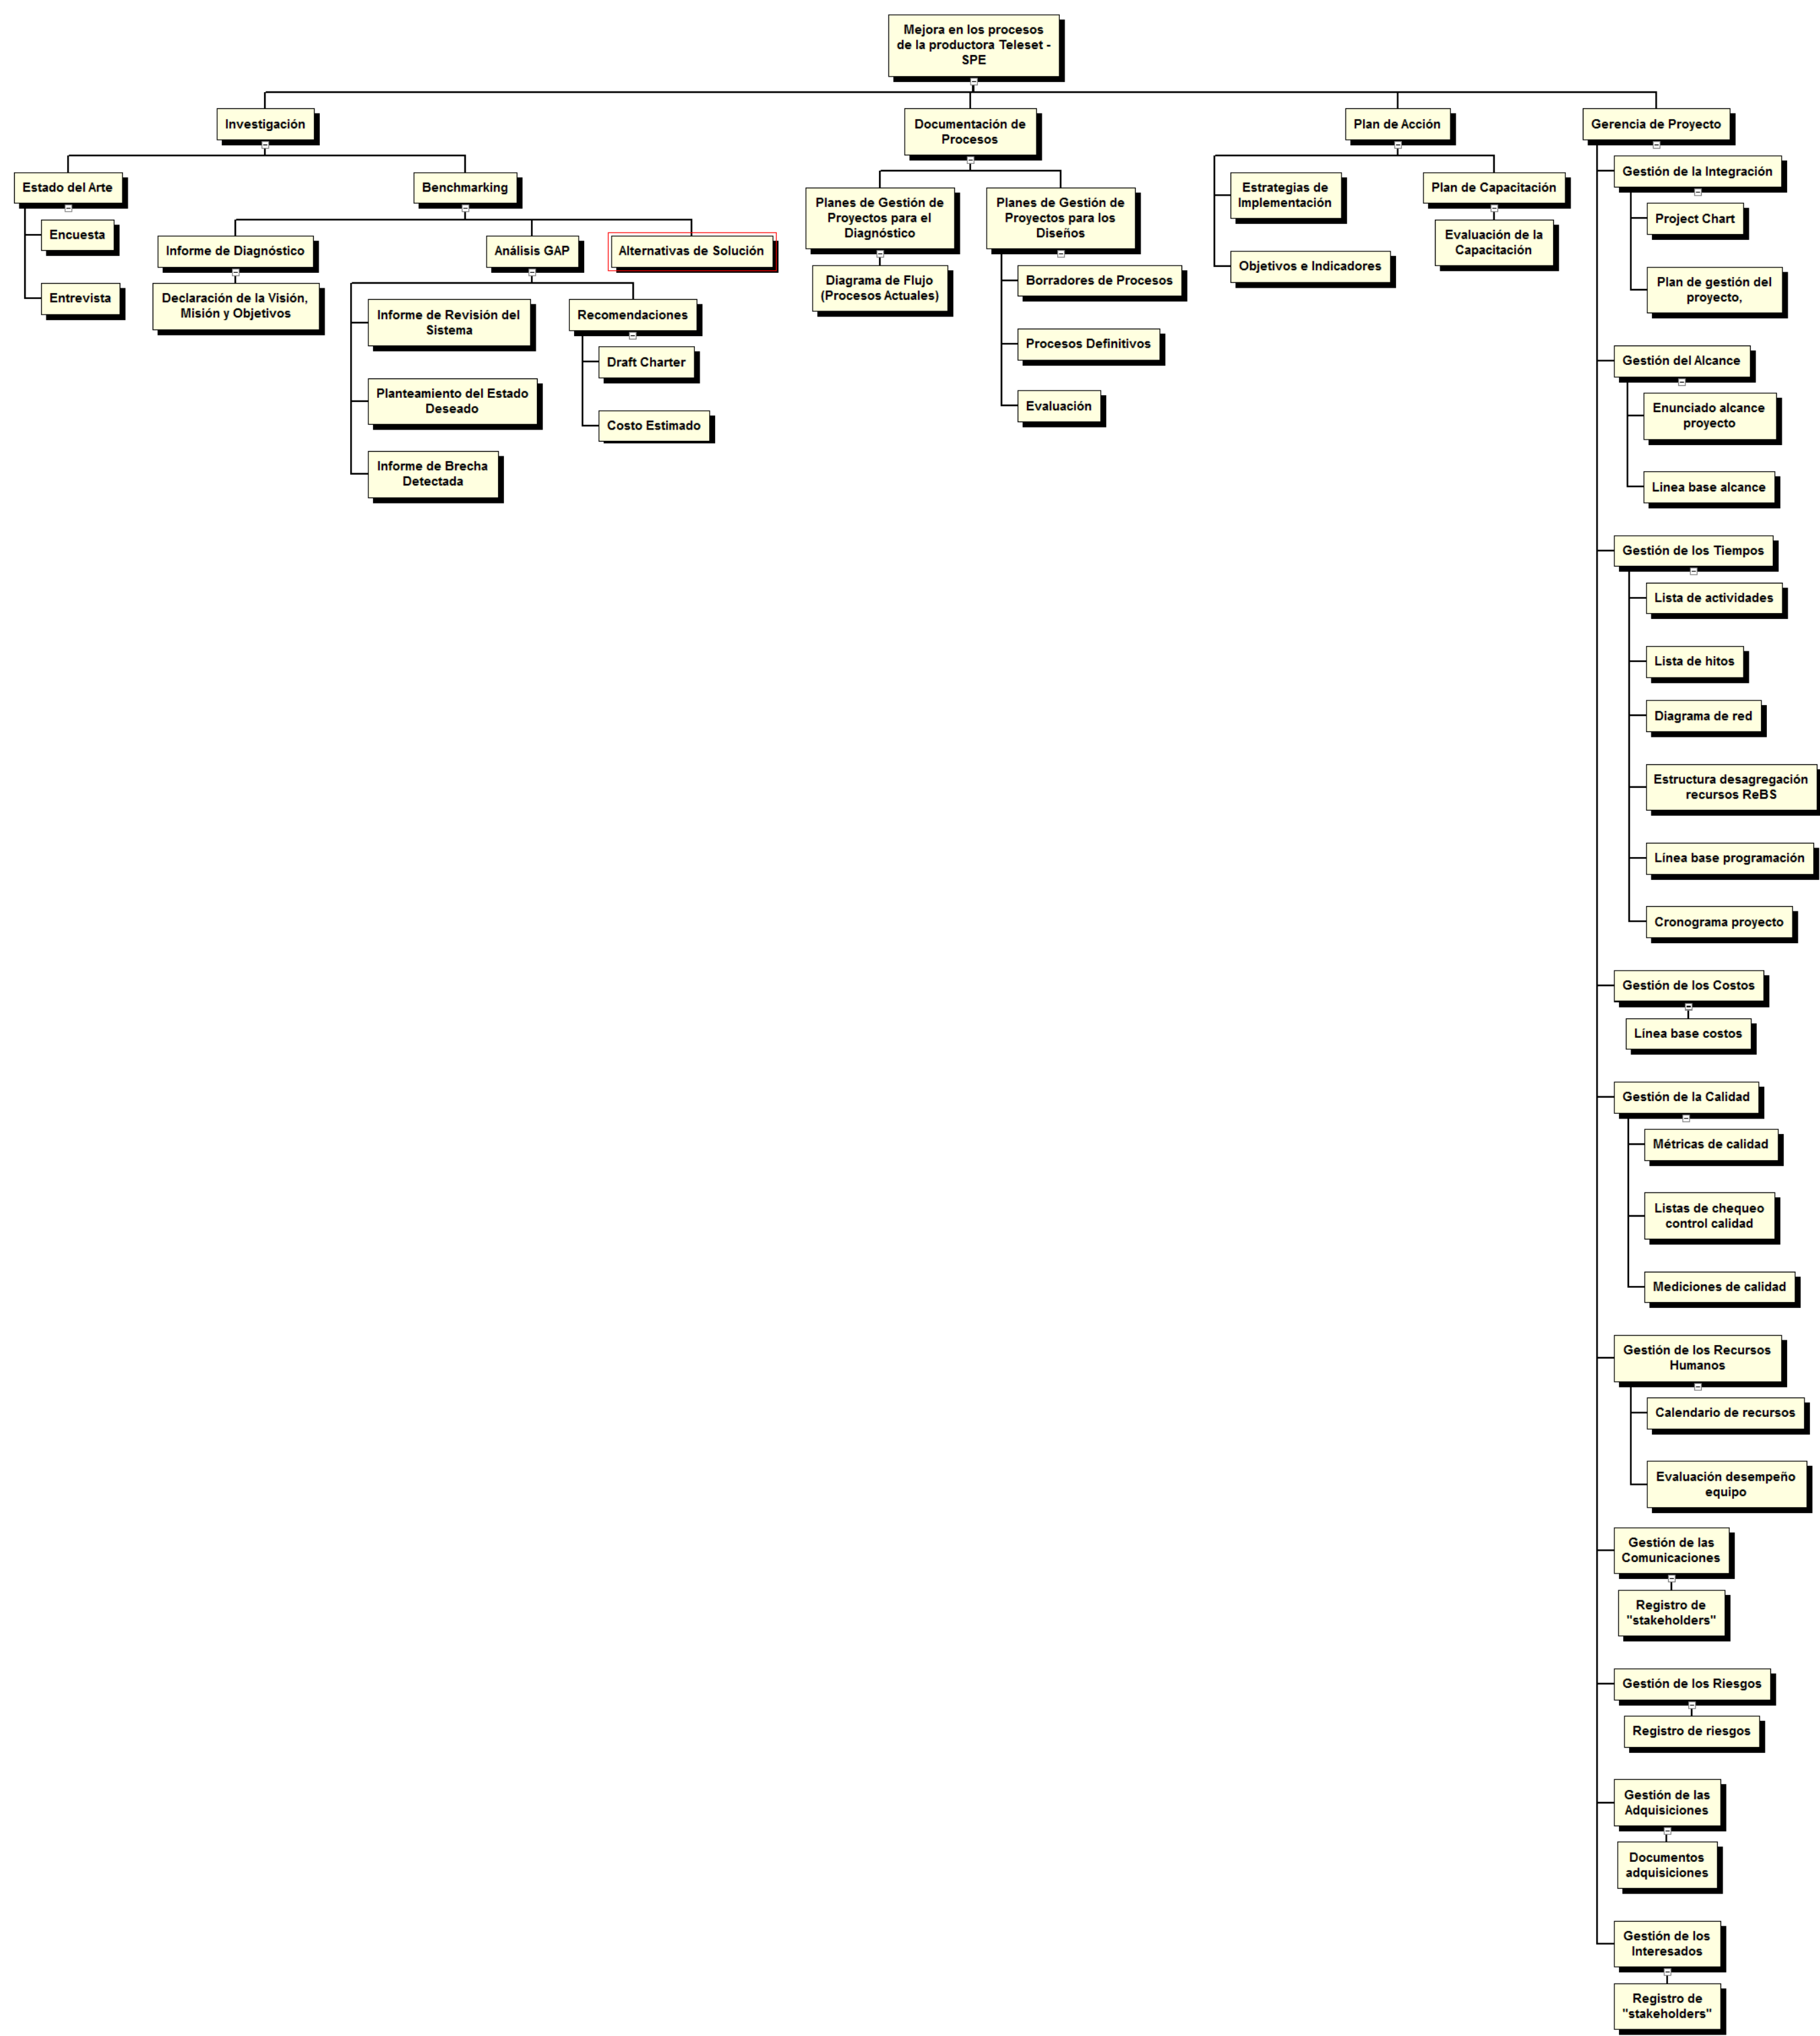 Mejora en los procesos
de la productora Teleset -
SPE
Investigación
Documentación de
Procesos
Plan de Acción
Gerencia de Proyecto
Estado del Arte
Encuesta
Entrevista
Benchmarking
Informe de Diagnóstico
Declaración de la Visión,
Misión y Objetivos
Análisis GAP
Informe de Revisión del
Sistema
Planteamiento del Estado
Deseado
Informe de Brecha
Detectada
Recomendaciones
Draft Charter
Costo Estimado
Alternativas de Solución
Planes de Gestión de
Proyectos para el
Diagnóstico
Diagrama de Flujo
(Procesos Actuales)
Planes de Gestión de
Proyectos para los
Diseños
Borradores de Procesos
Procesos Definitivos
Evaluación
Estrategias de
Implementación
Objetivos e Indicadores
Plan de Capacitación
Evaluación de la
Capacitación
Gestión de la Integración
Project Chart
Plan de gestión del
proyecto,
Gestión del Alcance
Enunciado alcance
proyecto
Linea base alcance
Gestión de los Tiempos
Lista de actividades
Lista de hitos
Diagrama de red
Estructura desagregación
recursos ReBS
Línea base programación
Cronograma proyecto
Gestión de los Costos
Línea base costos
Gestión de la Calidad
Métricas de calidad
Listas de chequeo
control calidad
Mediciones de calidad
Gestión de los Recursos
Humanos
Calendario de recursos
Evaluación desempeño
equipo
Gestión de las
Comunicaciones
Registro de
"stakeholders"
Gestión de los Riesgos
Registro de riesgos
Gestión de las
Adquisiciones
Documentos
adquisiciones
Gestión de los
Interesados
Registro de
"stakeholders"